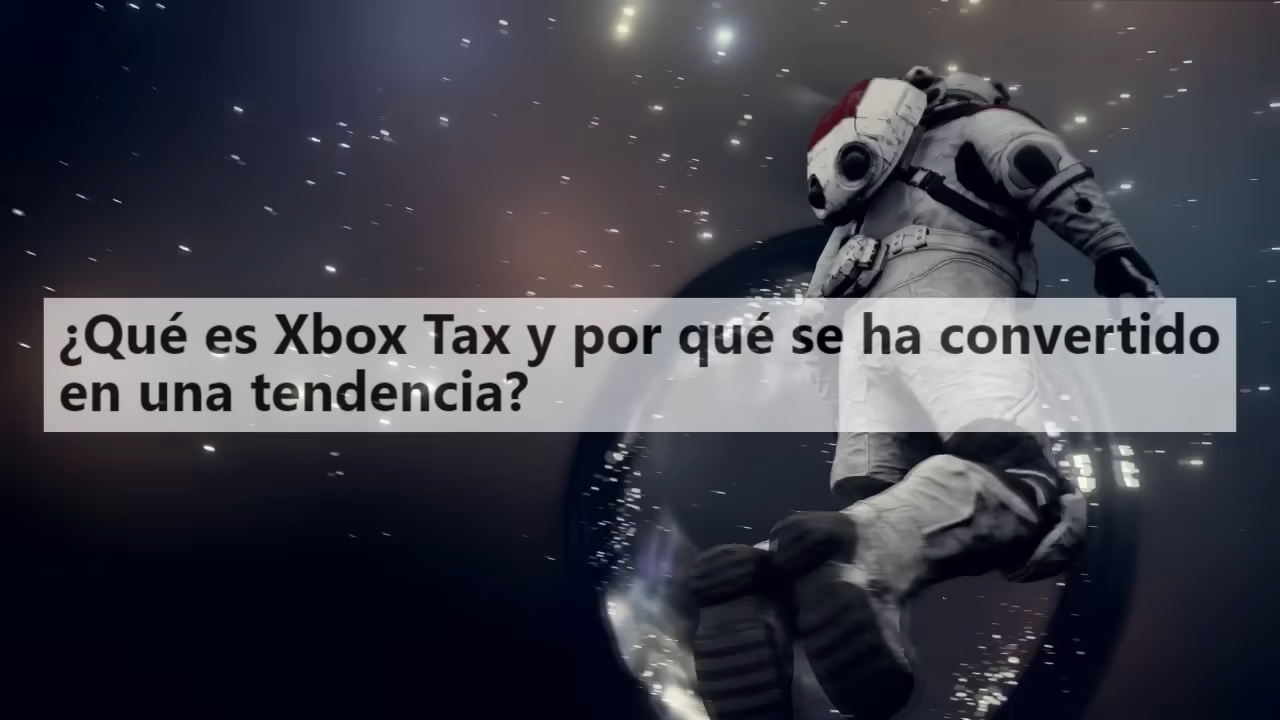 ¿Qué es Xbox Tax y por qué se ha convertido
en una tendencia?